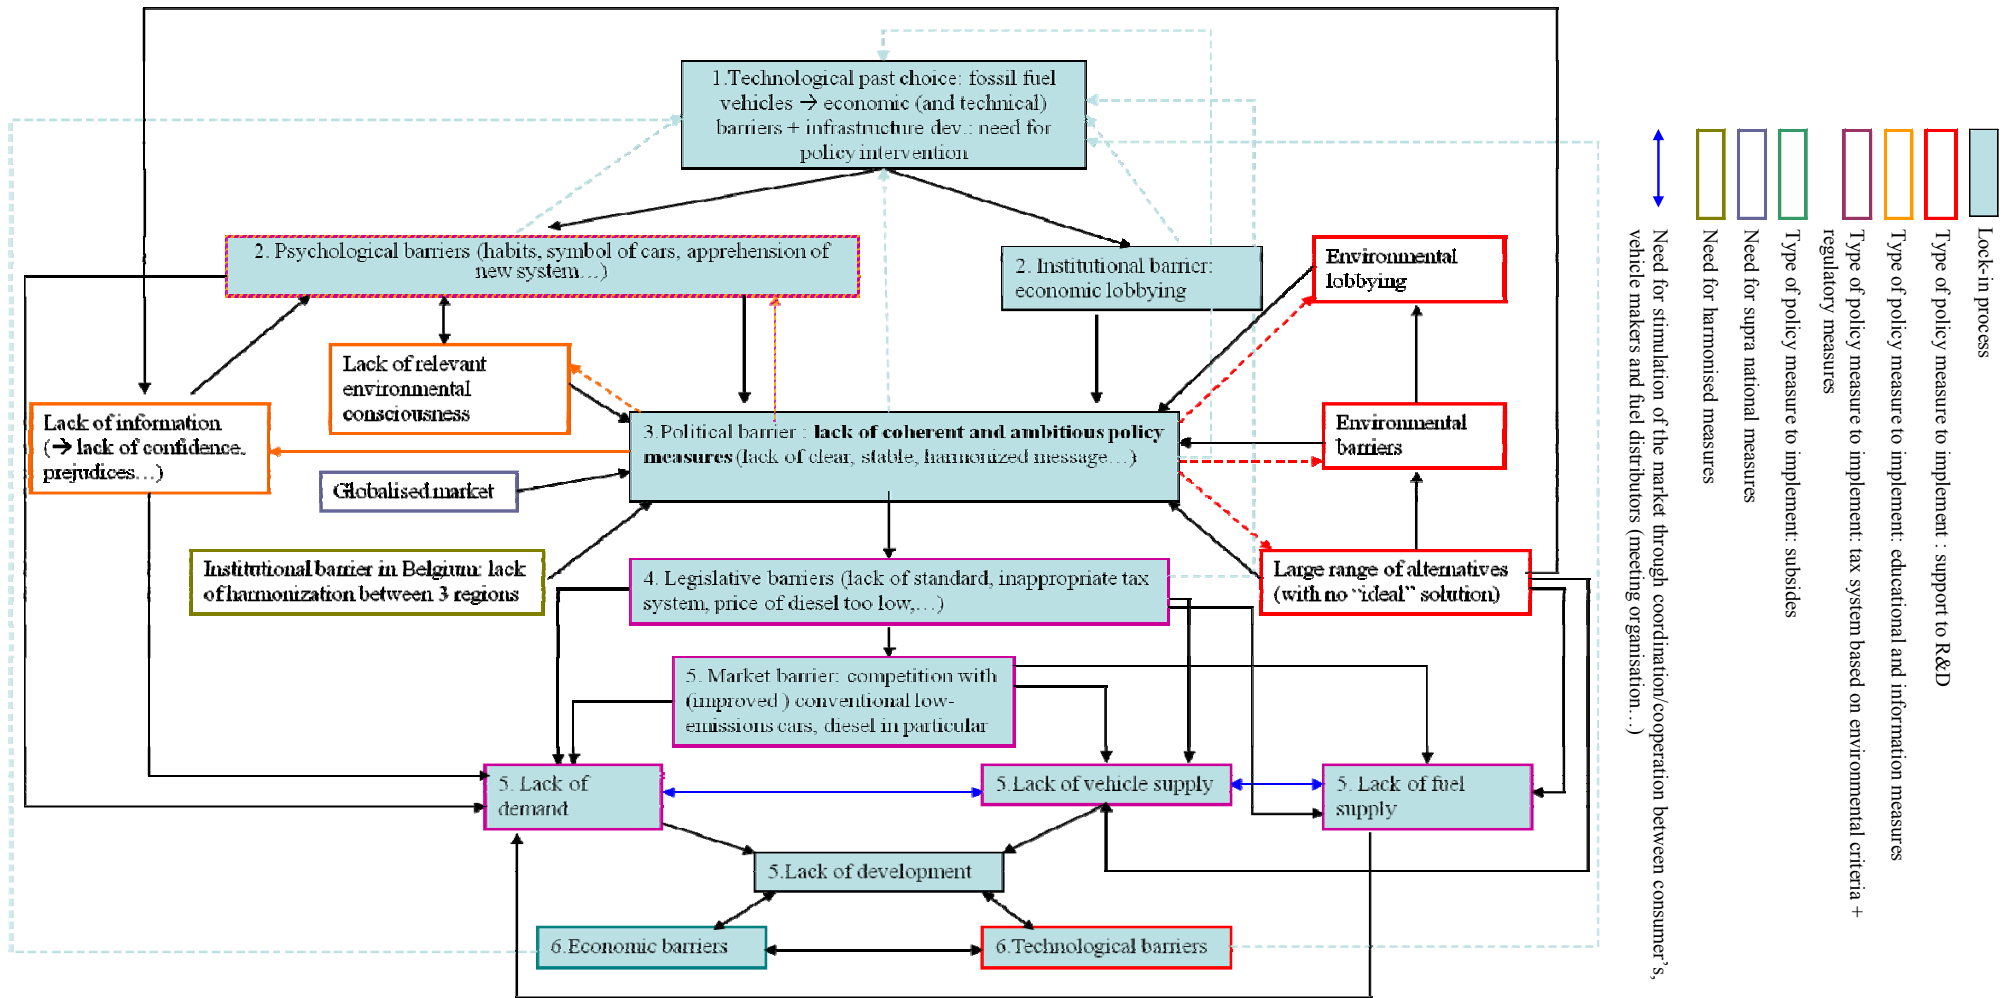 1.Technological past choice: fossil fuel
vehicles → economic (and technical)
barriers + infrastructure dev.: need for
policy intervention
2. Psychological barriers (habits, symbol of cars, apprehension of
new system…)
2. Institutional barrier:
economic lobbying
Environmental
lobbying
Lack of relevant
environmental
consciousness
Lack of information
(→ lack of confidence,
prejudices…)
3.Political barrier : lack of coherent and ambitious policy
measures (lack of clear, stable, harmonized message…)
Environmental
barriers
Globalised market
Institutional barrier in Belgium: lack
of harmonization between 3 regions
4. Legislative barriers (lack of standard, inappropriate tax
system, price of diesel too low,…)
Large range of alternatives
(with no “ideal” solution)
5. Market barrier: competition with
(improved ) conventional low-
emissions cars, diesel in particular
5. Lack of
demand
5.Lack of vehicle supply
5. Lack of fuel
supply
5.Lack of development
6.Economic barriers
6.Technological barriers
Lock-in process
Type of policy measure to implement : support to R&D
Type of policy measure to implement: educational and information measures
Type of policy measure to implement: tax system based on environmental criteria +
regulatory measures
Type of policy measure to implement: subsides
Need for supra national measures
Need for harmonised measures
Need for stimulation of the market through coordination/cooperation between consumer’s,
vehicle makers and fuel distributors (meeting organisation…)